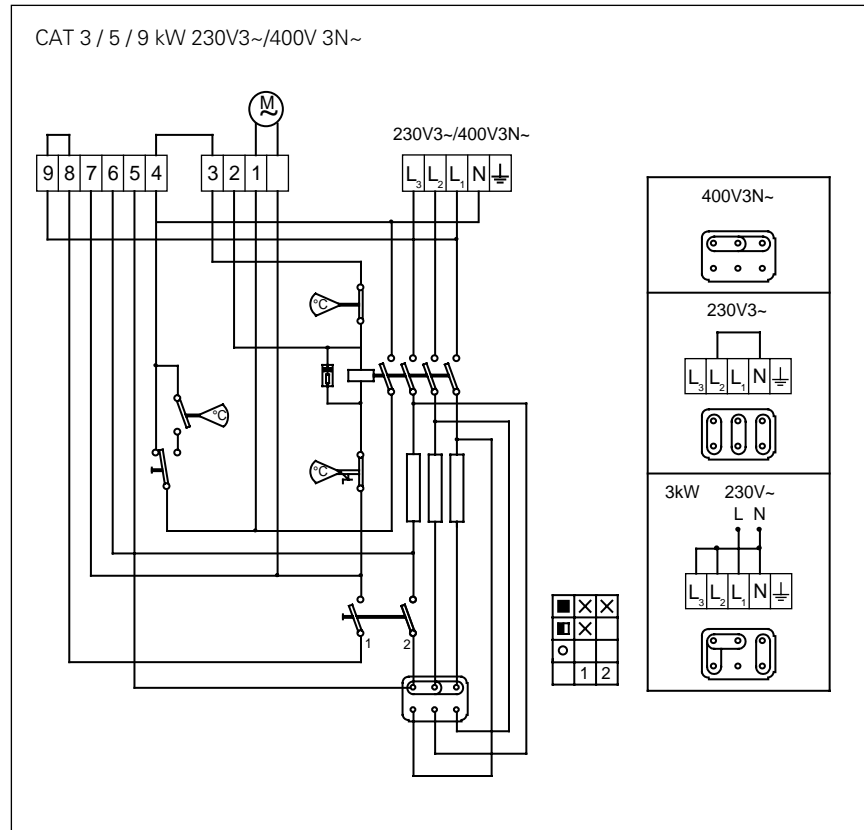 CAT 3 / 5 / 9 kW 230V3~/400V 3N~
M
~
230V3~/400V3N~
9 8 7 6 5 4
3 2 1
L3 L2 L1 N
°C
°C
°C
1 2
1 2
400V3N~
230V3~
L3 L2 L1 N
3kW 230V~
L N
L3 L2 L1 N